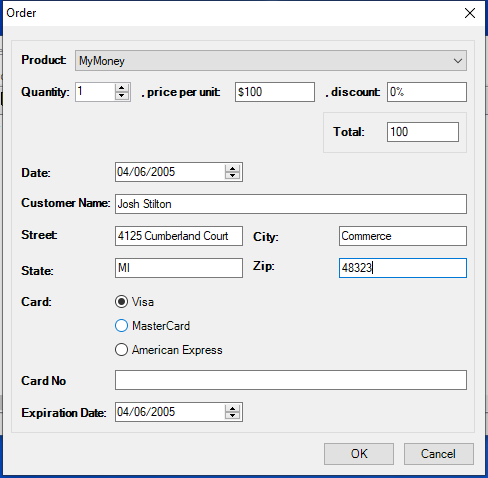 Order
Product: MyMoney
Quantity: 1 , price per unit: $100 , discount: 0%
Total: 100
Date: 04/06/2005
Customer Name: Josh Stilton
Street: 4125 Cumberland Court City: Commerce
State: MI Zip: 48323
Card: Visa
MasterCard
American Express
Card No
Expiration Date: 04/06/2005
OK Cancel